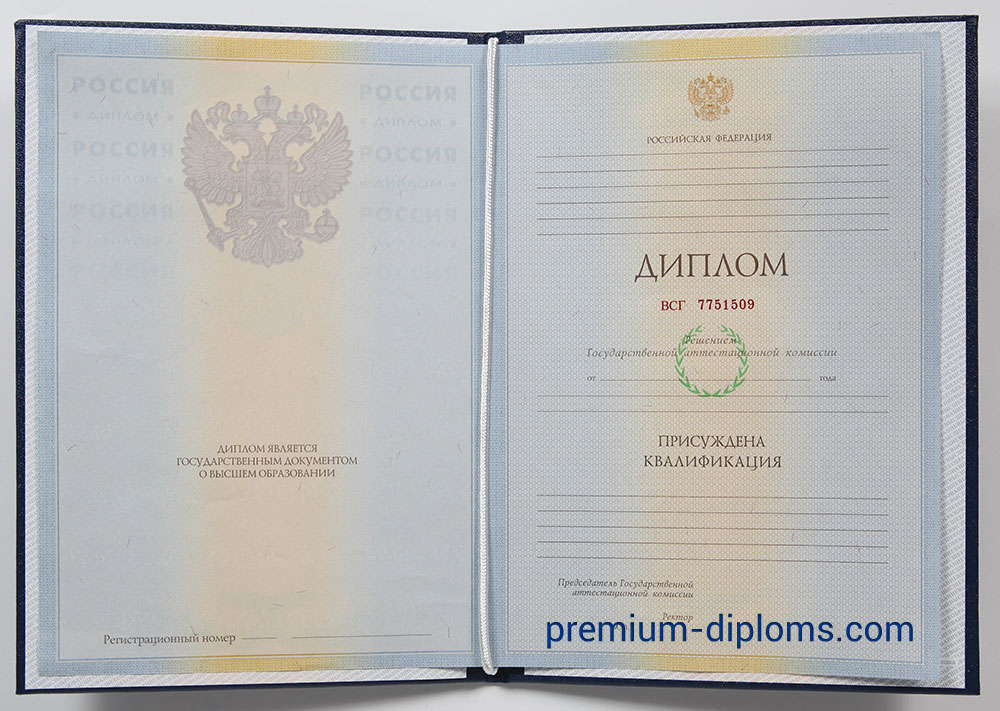 РОССИЯ РОССИЯ
« ДИПЛОМ « « ДИПЛОМ «
РОССИЯ РОССИЯ
« ДИПЛОМ « « ДИПЛОМ «
РОССИЯ РОССИЯ
« ДИПЛОМ « « ДИПЛОМ «
РОССИЯ РОССИЯ
ДИПЛОМ ЯВЛЯЕТСЯ
ГОСУДАРСТВЕННЫМ ДОКУМЕНТОМ
О ВЫСШЕМ ОБРАЗОВАНИИ
Регистрационный номер
РОССИЙСКАЯ ФЕДЕРАЦИЯ
ДИПЛОМ
ВСГ 7751509
Решением
Государственной аттестационной комиссии
от года
ПРИСУЖДЕНА
КВАЛИФИКАЦИЯ
Председатель Государственной
аттестационной комиссии
Ректор
premium-diploms.com